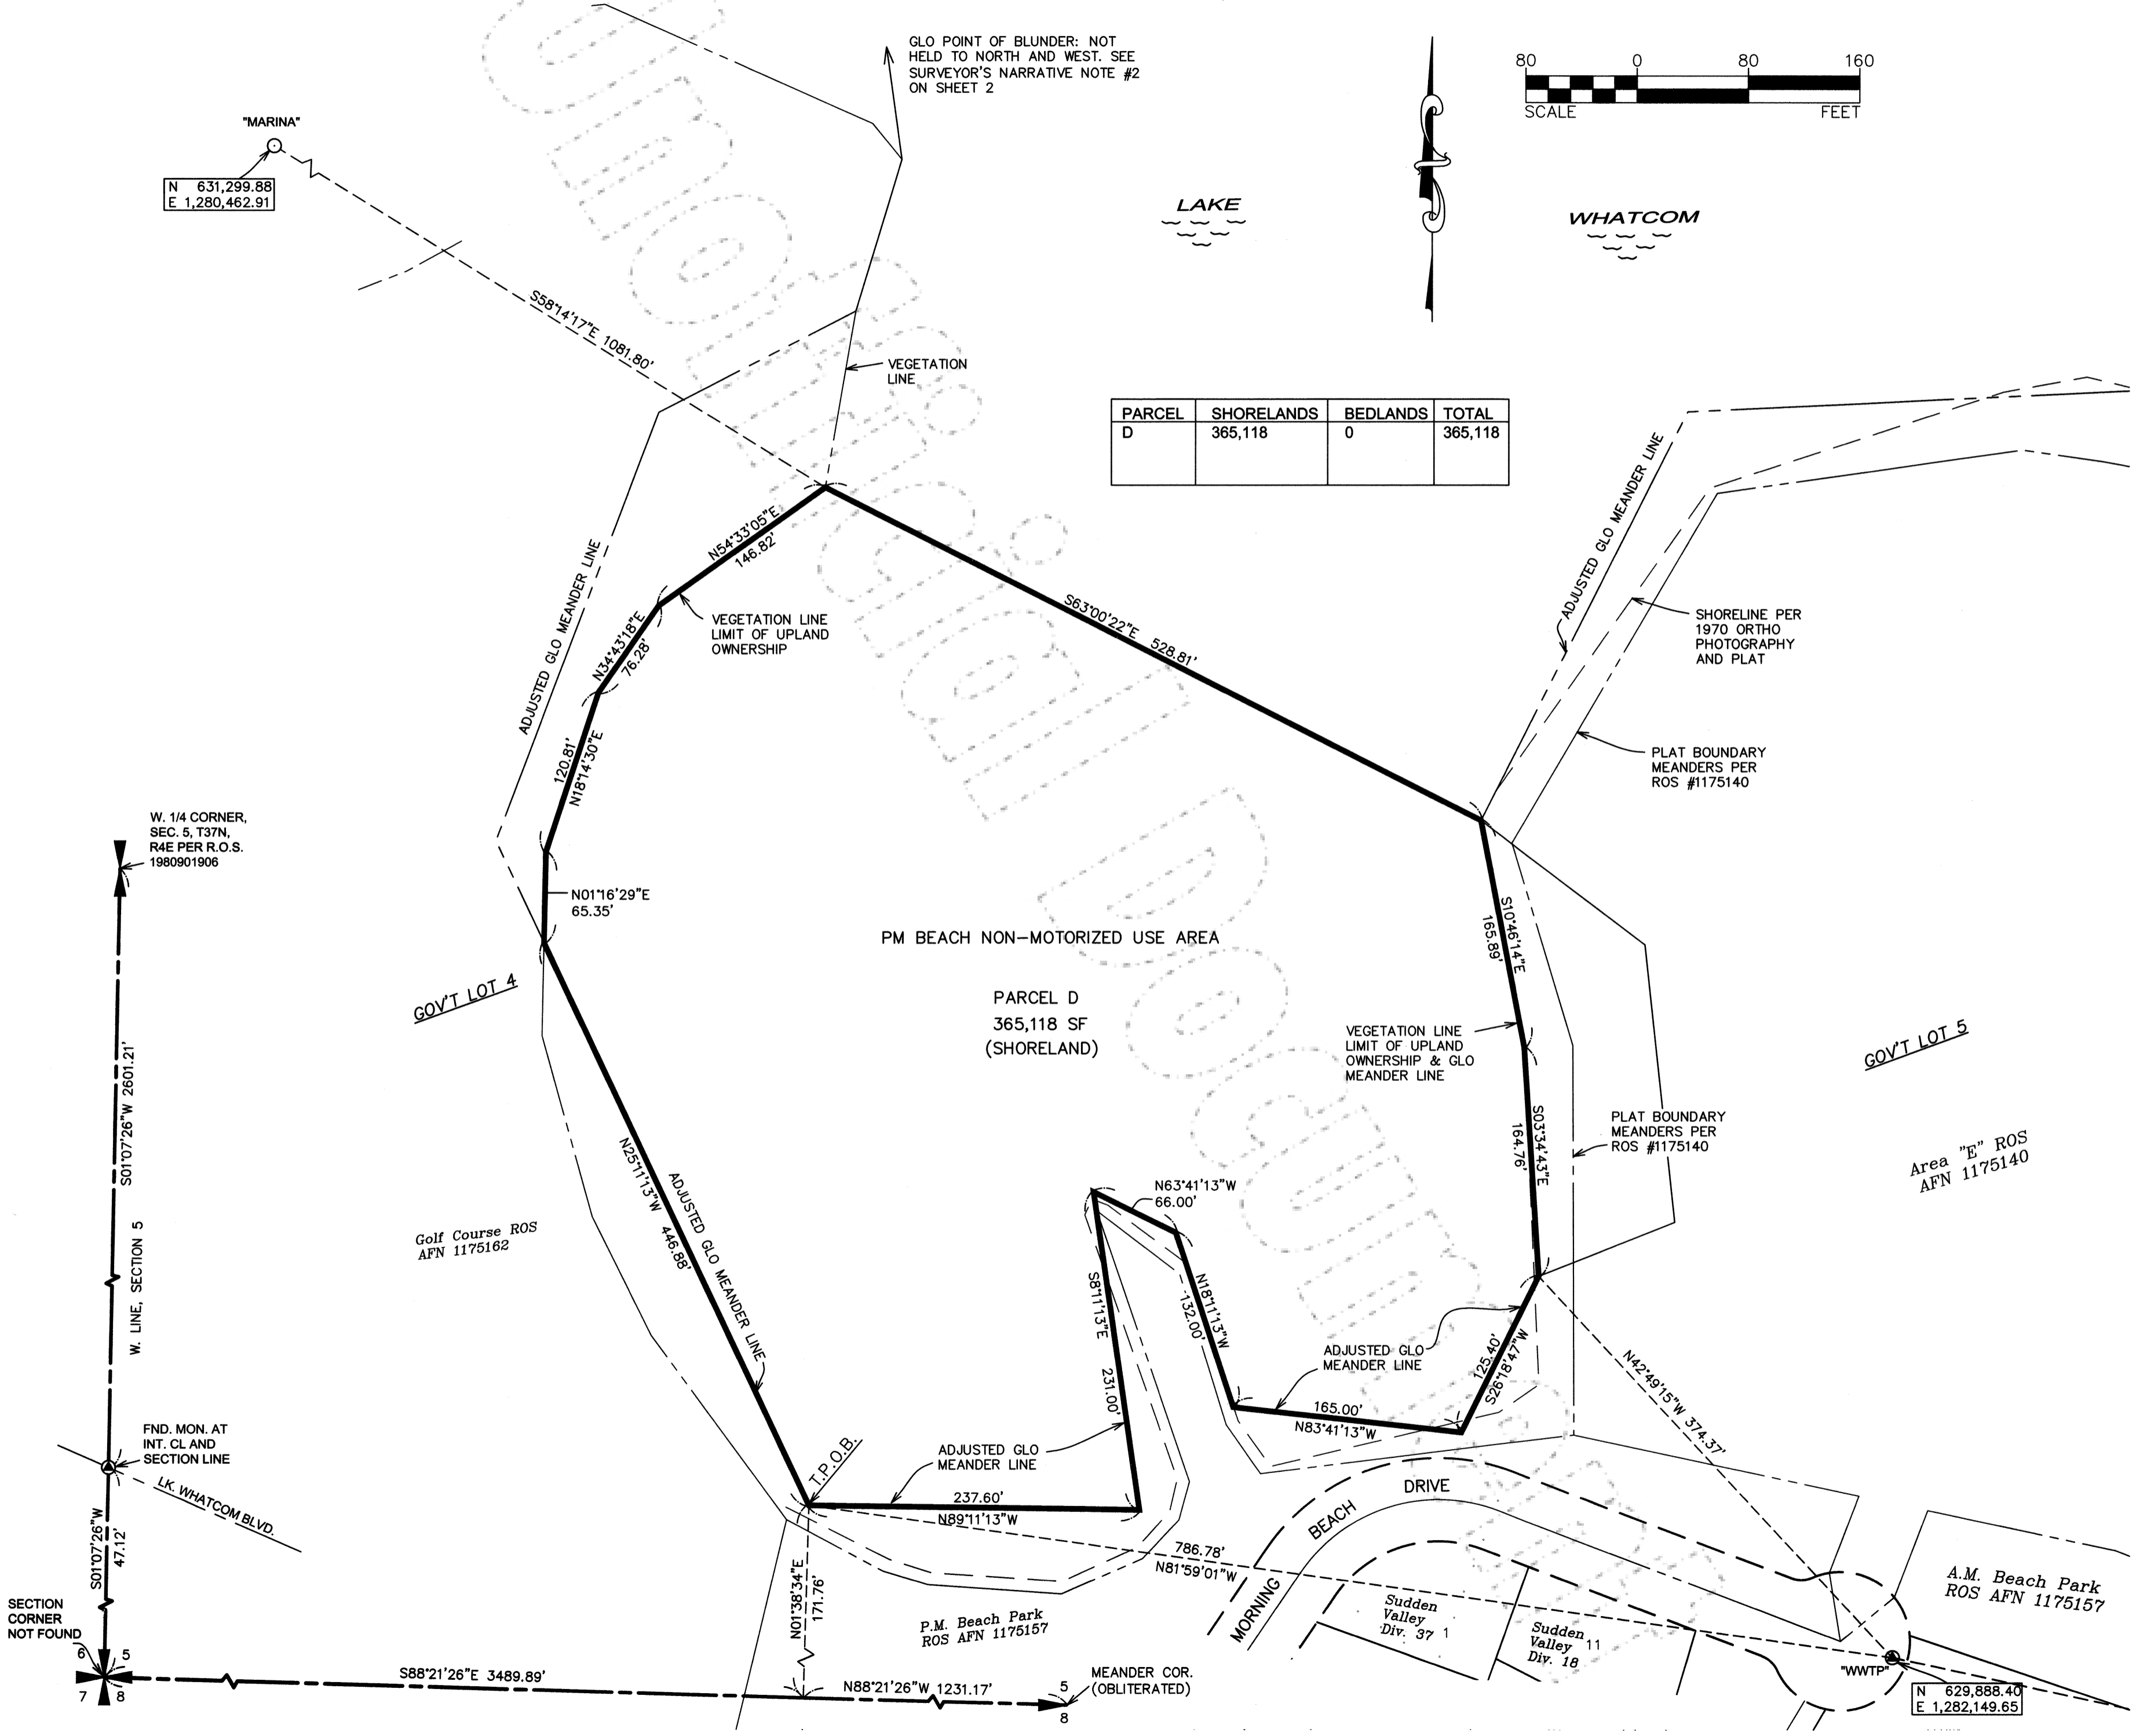 GLO POINT OF BLUNDER: NOT
HELD TO NORTH AND WEST. SEE
SURVEYOR'S NARRATIVE NOTE #2
ON SHEET 2
80 0 80 160
SCALE FEET
"MARINA"
N 631,299.88
E 1,280,462.91
LAKE
WHATCOM
S58°14'17"E 1081.80'
VEGETATION
LINE
PARCEL SHORELANDS BEDLANDS TOTAL
D 365,118 0 365,118
ADJUSTED GLO MEANDER LINE
N54°33'05"E
146.82'
ADJUSTED GLO MEANDER LINE
VEGETATION LINE
LIMIT OF UPLAND
OWNERSHIP
N34°43'18"E
76.28'
S63°00'22"E 528.81'
SHORELINE PER
1970 ORTHO
PHOTOGRAPHY
AND PLAT
120.81'
N18°14'30"E
PLAT BOUNDARY
MEANDERS PER
ROS #1175140
W. 1/4 CORNER,
SEC. 5, T37N,
R4E PER R.O.S.
1980901906
N01°16'29"E
65.35'
PM BEACH NON-MOTORIZED USE AREA
S10°46'14"E
165.89'
GOV'T LOT 4
PARCEL D
365,118 SF
(SHORELAND)
VEGETATION LINE
LIMIT OF UPLAND
OWNERSHIP & GLO
MEANDER LINE
GOV'T LOT 5
S01°07'26"W 2601.21'
W. LINE, SECTION 5
S03°34'43"E
164.76'
PLAT BOUNDARY
MEANDERS PER
ROS #1175140
Area "E" ROS
AFN 1175140
N25°11'13"W 446.88'
ADJUSTED GLO MEANDER LINE
N63°41'13"W
66.00'
Golf Course ROS
AFN 1175162
S8°11'13"E 231.00'
N18°11'13"W
132.00'
ADJUSTED GLO
MEANDER LINE
125.40'
S26°18'47"W
N42°49'15"W 374.37'
165.00'
N83°41'13"W
FND. MON. AT
INT. CL AND
SECTION LINE
T.P.O.B.
ADJUSTED GLO
MEANDER LINE
237.60'
N89°11'13"W
LK. WHATCOM BLVD.
MORNING BEACH DRIVE
S01°07'26"W
47.12'
786.78'
N81°59'01"W
N01°38'34"E
171.76'
A.M. Beach Park
ROS AFN 1175157
SECTION
CORNER
NOT FOUND
P.M. Beach Park
ROS AFN 1175157
Sudden
Valley
Div. 37 1
Sudden
Valley 11
Div. 18
6 5
7 8
S88°21'26"E 3489.89'
N88°21'26"W 1231.17'
5
8
MEANDER COR.
(OBLITERATED)
"WWTP"
N 629,888.40
E 1,282,149.65
Unofficial Document